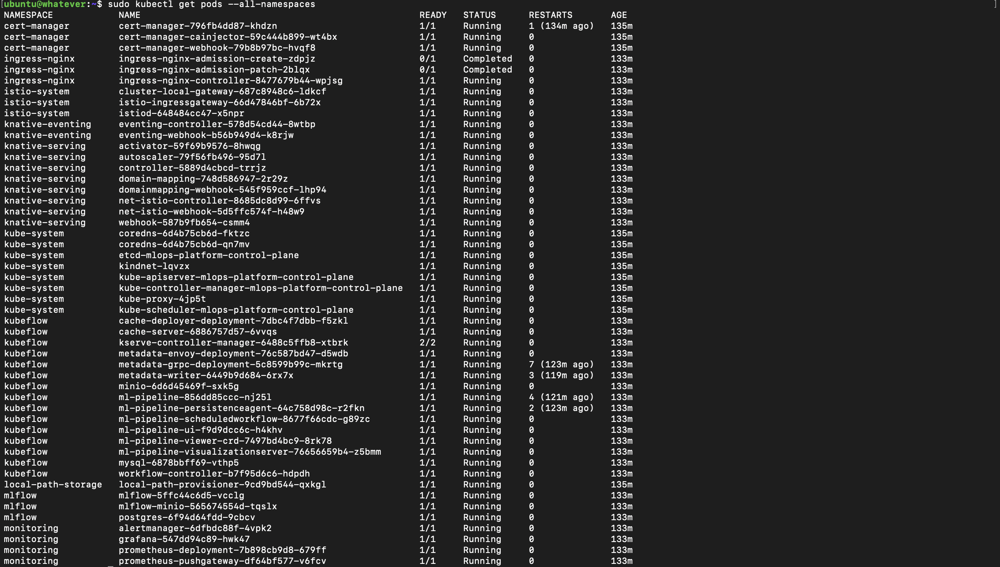 [ubuntu@whatever:~$ sudo kubectl get pods --all-namespaces ]
NAMESPACE NAME READY STATUS RESTARTS AGE
cert-manager cert-manager-796fb4dd87-khdzn 1/1 Running 1 (134m ago) 135m
cert-manager cert-manager-cainjector-59c444b899-wt4bx 1/1 Running 0 135m
cert-manager cert-manager-webhook-79b8b97bc-hvqf8 1/1 Running 0 135m
ingress-nginx ingress-nginx-admission-create-zdpjz 0/1 Completed 0 133m
ingress-nginx ingress-nginx-admission-patch-2blqx 0/1 Completed 0 133m
ingress-nginx ingress-nginx-controller-8477679b44-wpjsg 1/1 Running 0 133m
istio-system cluster-local-gateway-687c8948c6-ldkcf 1/1 Running 0 133m
istio-system istio-ingressgateway-66d47846bf-6b72x 1/1 Running 0 133m
istio-system istiod-648484cc47-x5npr 1/1 Running 0 133m
knative-eventing eventing-controller-578d54cd44-8wtbp 1/1 Running 0 133m
knative-eventing eventing-webhook-b56b949d4-k8rjw 1/1 Running 0 133m
knative-serving activator-59f69b9576-8hwqg 1/1 Running 0 133m
knative-serving autoscaler-79f56fb496-95d7l 1/1 Running 0 133m
knative-serving controller-5889d4cbcd-trrjz 1/1 Running 0 133m
knative-serving domain-mapping-748d586947-2r29z 1/1 Running 0 133m
knative-serving domainmapping-webhook-545f959ccf-lhp94 1/1 Running 0 133m
knative-serving net-istio-controller-8685dc8d99-6ffvs 1/1 Running 0 133m
knative-serving net-istio-webhook-5d5ffc574f-h48w9 1/1 Running 0 133m
knative-serving webhook-587b9fb654-csmm4 1/1 Running 0 133m
kube-system coredns-6d4b75cb6d-fktzc 1/1 Running 0 135m
kube-system coredns-6d4b75cb6d-qn7mv 1/1 Running 0 135m
kube-system etcd-mlops-platform-control-plane 1/1 Running 0 135m
kube-system kindnet-lqvzx 1/1 Running 0 135m
kube-system kube-apiserver-mlops-platform-control-plane 1/1 Running 0 135m
kube-system kube-controller-manager-mlops-platform-control-plane 1/1 Running 0 135m
kube-system kube-proxy-4jp5t 1/1 Running 0 135m
kube-system kube-scheduler-mlops-platform-control-plane 1/1 Running 0 135m
kubeflow cache-deployer-deployment-7dbc4f7dbb-f5zkl 1/1 Running 0 133m
kubeflow cache-server-6886757d57-6vvqs 1/1 Running 0 133m
kubeflow kserve-controller-manager-6488c5ffb8-xtbrk 2/2 Running 0 133m
kubeflow metadata-envoy-deployment-76c587bd47-d5wdb 1/1 Running 0 133m
kubeflow metadata-grpc-deployment-5c8599b99c-mkrtg 1/1 Running 7 (123m ago) 133m
kubeflow metadata-writer-6449b9d684-6rx7x 1/1 Running 3 (119m ago) 133m
kubeflow minio-6d6d45469f-sxk5g 1/1 Running 0 133m
kubeflow ml-pipeline-856dd85ccc-nj25l 1/1 Running 4 (121m ago) 133m
kubeflow ml-pipeline-persistenceagent-64c758d98c-r2fkn 1/1 Running 2 (123m ago) 133m
kubeflow ml-pipeline-scheduledworkflow-8677f66cdc-g89zc 1/1 Running 0 133m
kubeflow ml-pipeline-ui-f9d9dcc6c-h4khv 1/1 Running 0 133m
kubeflow ml-pipeline-viewer-crd-7497bd4bc9-8rk78 1/1 Running 0 133m
kubeflow ml-pipeline-visualizationserver-76656659b4-z5bmm 1/1 Running 0 133m
kubeflow mysql-6878bbff69-vthp5 1/1 Running 0 133m
kubeflow workflow-controller-b7f95d6c6-hdpdh 1/1 Running 0 133m
local-path-storage local-path-provisioner-9cd9bd544-qxkgl 1/1 Running 0 135m
mlflow mlflow-5ffc44c6d5-vcclg 1/1 Running 0 133m
mlflow mlflow-minio-565674554d-tqslx 1/1 Running 0 133m
mlflow postgres-6f94d64fdd-9cbcv 1/1 Running 0 133m
monitoring alertmanager-6dfbdc88f-4vpk2 1/1 Running 0 133m
monitoring grafana-547dd94c89-hwk47 1/1 Running 0 133m
monitoring prometheus-deployment-7b898cb9d8-679ff 1/1 Running 0 133m
monitoring prometheus-pushgateway-df64bf577-v6fcv 1/1 Running 0 133m